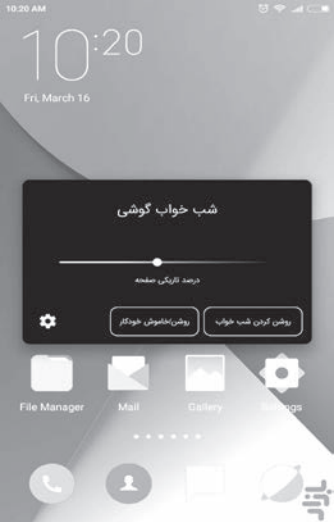 10:20 AM
10:20
Fri, March 16
شب خواب گوشی
درصد تاریکی صفحه
روشن کردن شب خواب
روشن/خاموش خودکار
File Manager
Mail
Gallery
Settings